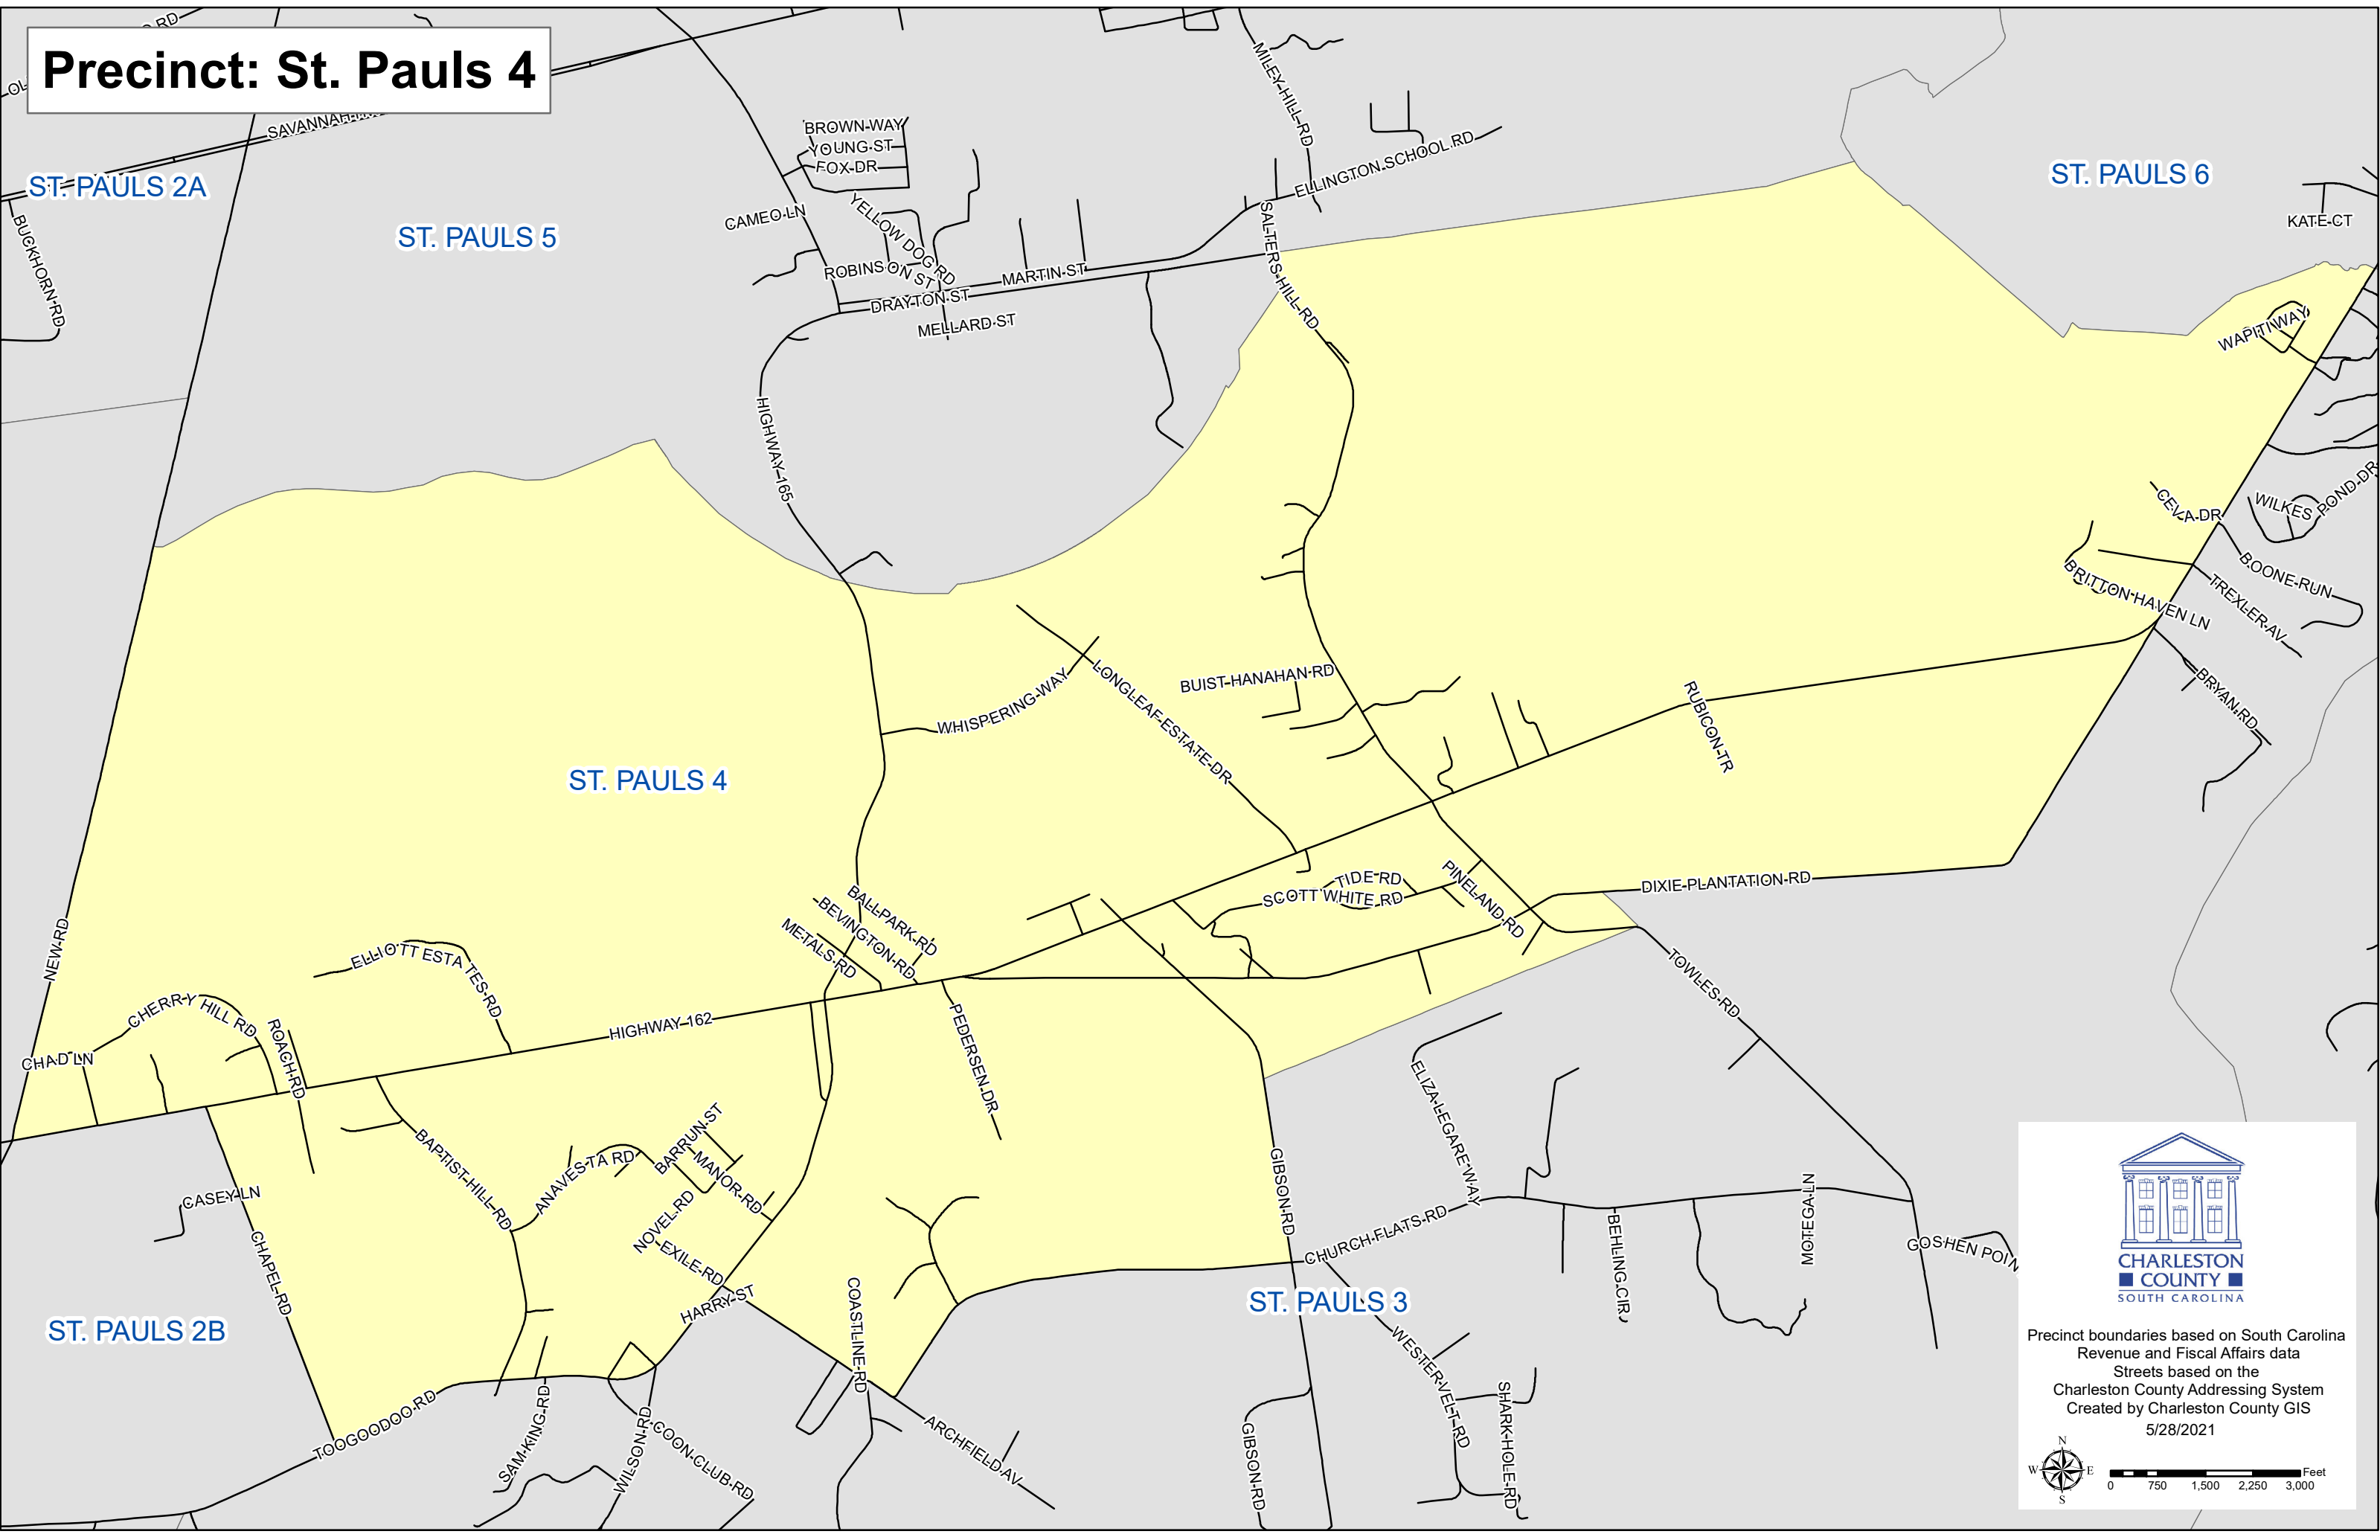 Precinct: St. Pauls 4
RD
OL
SAVANNAH
ST. PAULS 2A
ST. PAULS 5
ST. PAULS 6
BUCKHORN RD
BROWN WAY
YOUNG ST
FOX DR
CAMEO LN
YELLOW DOG RD
ROBINSON ST
MARTIN ST
DRAYTON ST
MELLARD ST
MILEY HILL RD
ELLINGTON SCHOOL RD
SALTERS HILL RD
KATE CT
WAPITI WAY
HIGHWAY 165
CEVA DR
WILKES
POND DR
BOONE RUN
TREXLER AV
BRITTON HAVEN LN
BRYAN RD
WHISPERING WAY
LONGLEAF ESTATE DR
BUIST HANAHAN RD
RUBICON TR
ST. PAULS 4
BALLPARK RD
BEVINGTON RD
METALS RD
TIDE RD
SCOTT WHITE RD
PINELAND RD
DIXIE PLANTATION RD
NEW RD
ELLIOTT ESTATES RD
CHERRY HILL RD
ROACH RD
CHAD LN
HIGHWAY 162
PEDERSEN DR
TOWLES RD
ELIZA LEGARE WAY
BAPTIST HILL RD
ANAVESTA RD
BARRUN ST
MANOR RD
NOVEL RD
EXILE RD
HARRY ST
CASEY LN
CHAPEL RD
GIBSON RD
CHURCH FLATS RD
BEHLING CIR
MOTEGA LN
GOSHEN POIN
COASTLINE RD
ST. PAULS 2B
ST. PAULS 3
TOOGOODOO RD
SAM KING RD
WILSON RD
COON CLUB RD
ARCHFIELD AV
GIBSON RD
WESTERVELT RD
SHARK HOLE RD
CHARLESTON
COUNTY
SOUTH CAROLINA
Precinct boundaries based on South Carolina
Revenue and Fiscal Affairs data
Streets based on the
Charleston County Addressing System
Created by Charleston County GIS
5/28/2021
N
W E
S
Feet
0 750 1,500 2,250 3,000